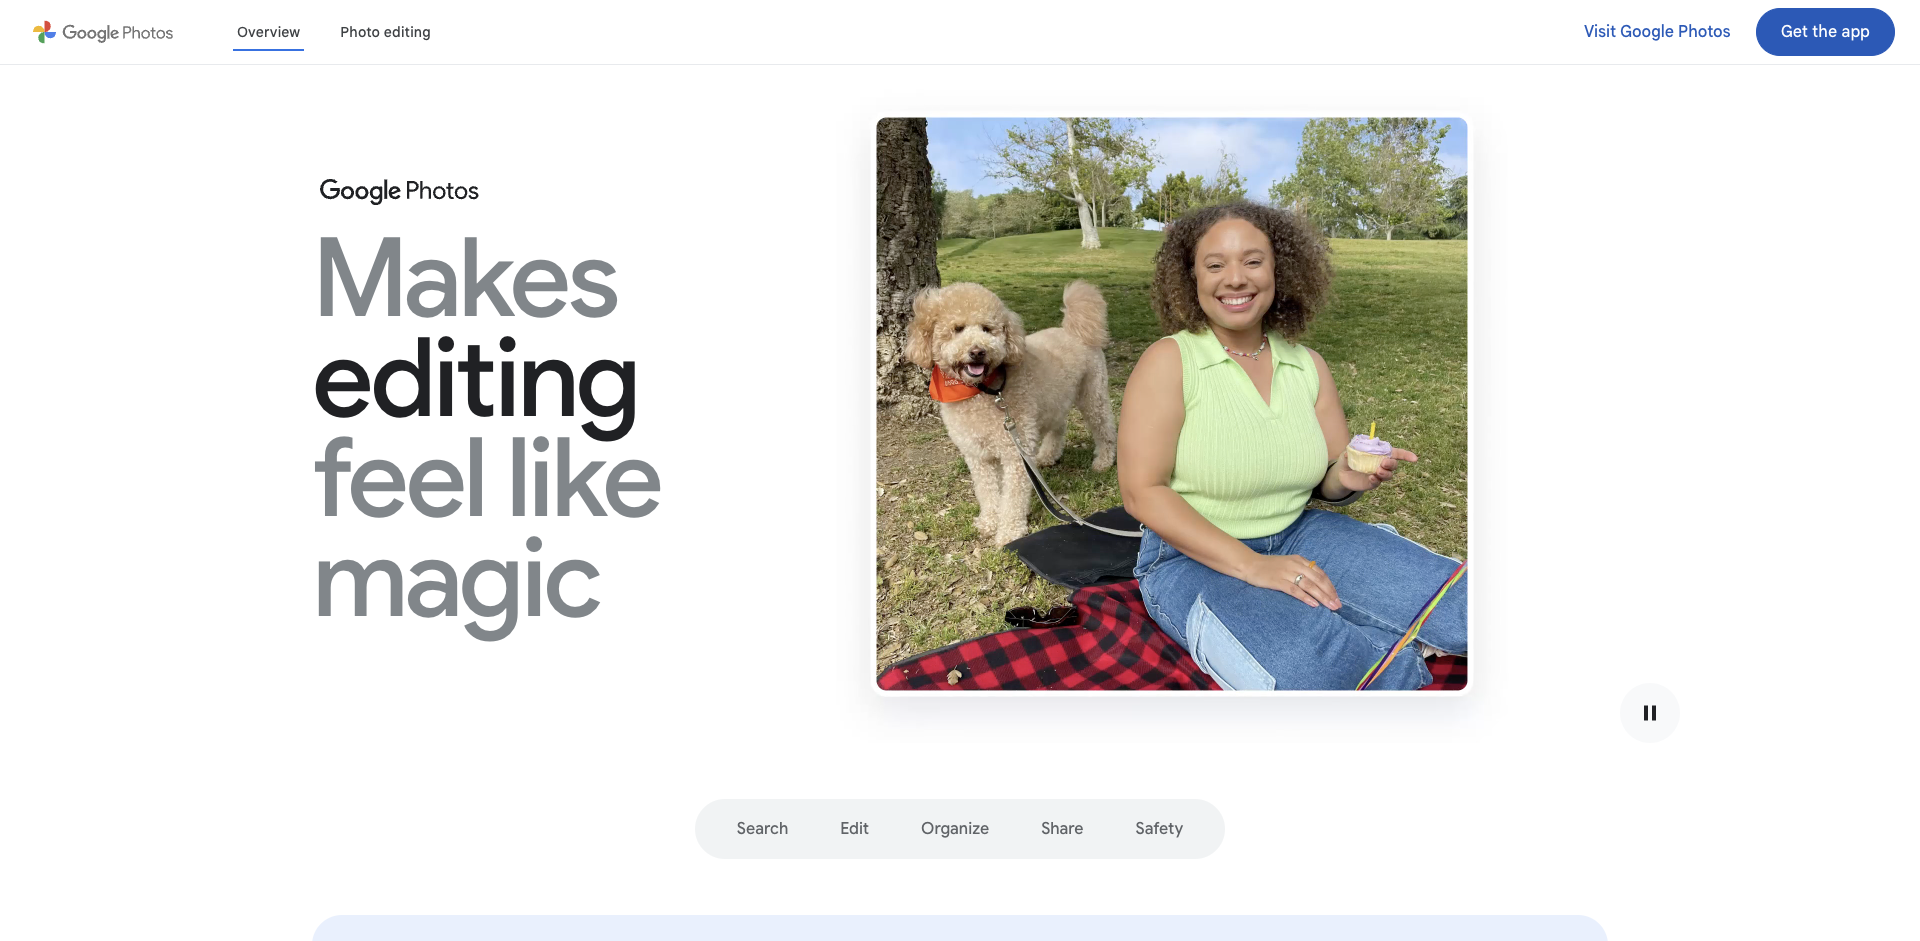 Google Photos
Overview
Photo editing
Visit Google Photos
Get the app
Google Photos
Makes
editing
feel like
magic
Search
Edit
Organize
Share
Safety